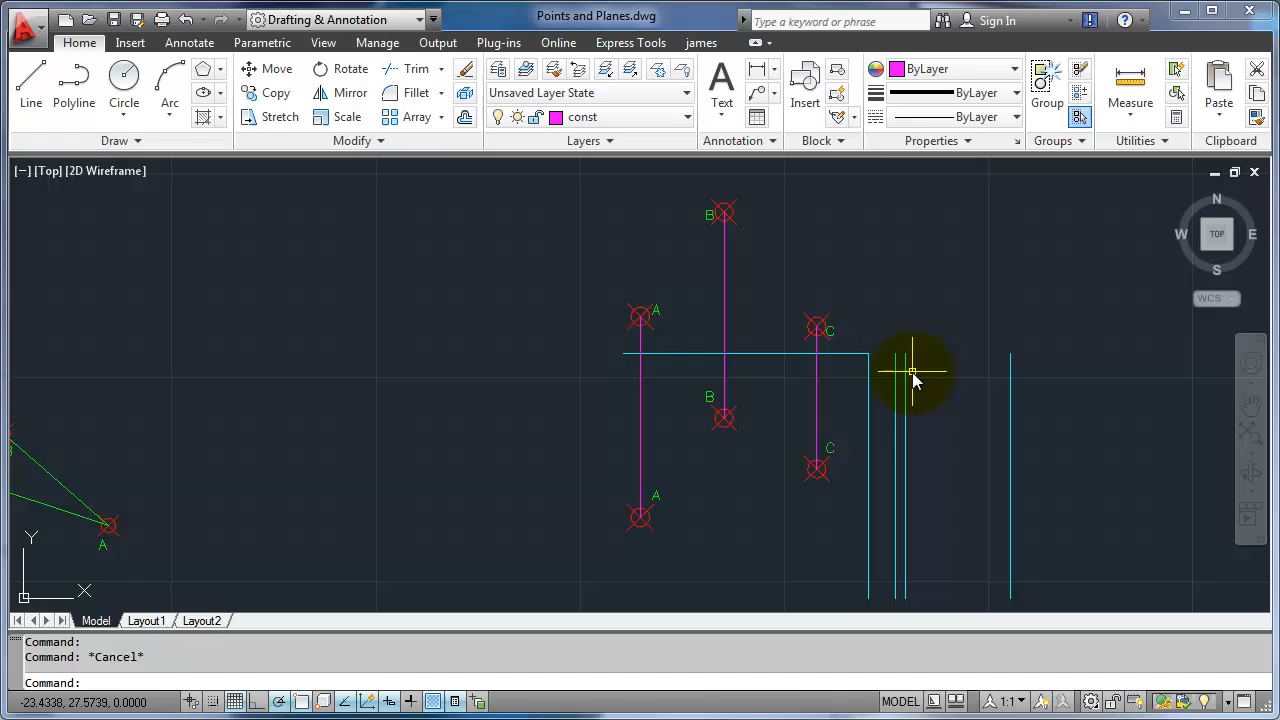 Drafting & Annotation
Points and Planes.dwg
Type a keyword or phrase
Sign In
Home Insert Annotate Parametric View Manage Output Plug-ins Online Express Tools james
Move Rotate Trim
Unsaved Layer State
ByLayer
Copy Mirror Fillet
ByLayer
Line Polyline Circle Arc
Text Insert Group Measure Paste
Stretch Scale Array
const
ByLayer
Draw Modify Layers Annotation Block Properties Groups Utilities Clipboard
[−] [Top] [2D Wireframe]
N
W TOP E
S
WCS
B
A
C
B
C
A
B
A
Y
X
Model Layout1 Layout2
Command:
Command: *Cancel*
Command:
-23.4338, 27.5739, 0.0000
MODEL
1:1